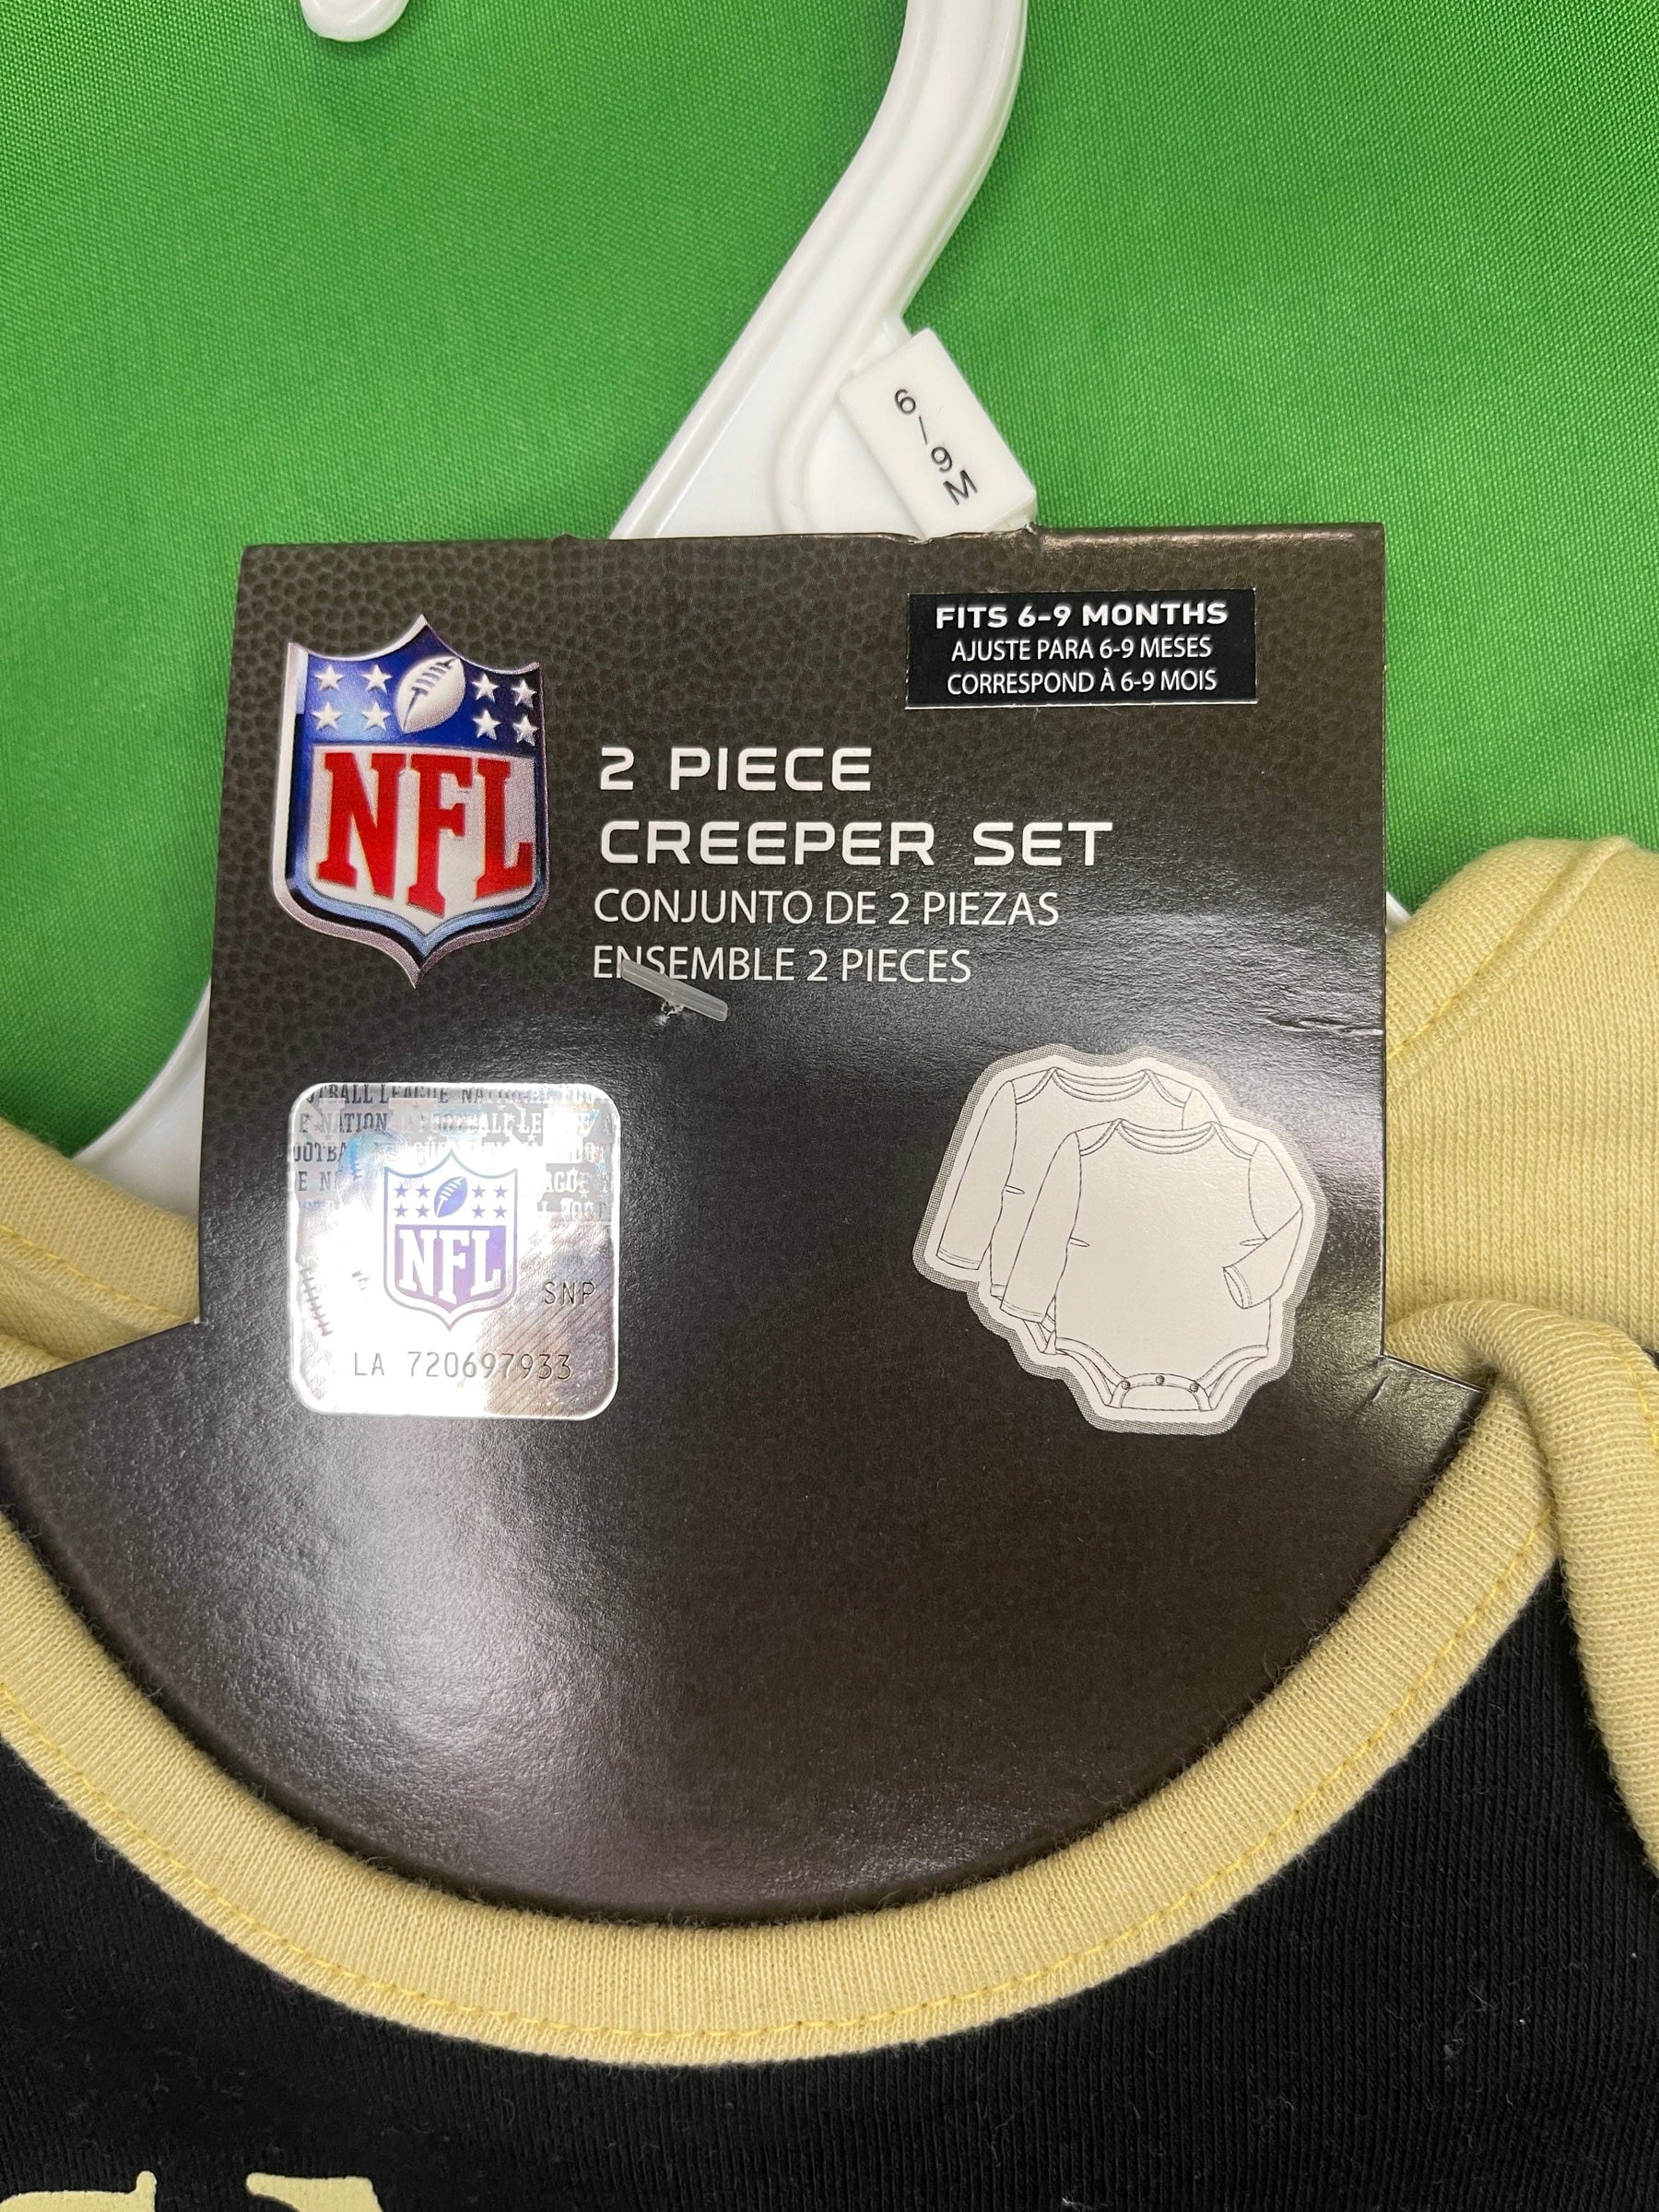 6/9M
FITS 6-9 MONTHS
AJUSTE PARA 6-9 MESES
CORRESPOND À 6-9 MOIS
NFL
2 PIECE
CREEPER SET
CONJUNTO DE 2 PIEZAS
ENSEMBLE 2 PIECES
NFL
SNP
LA 720697933